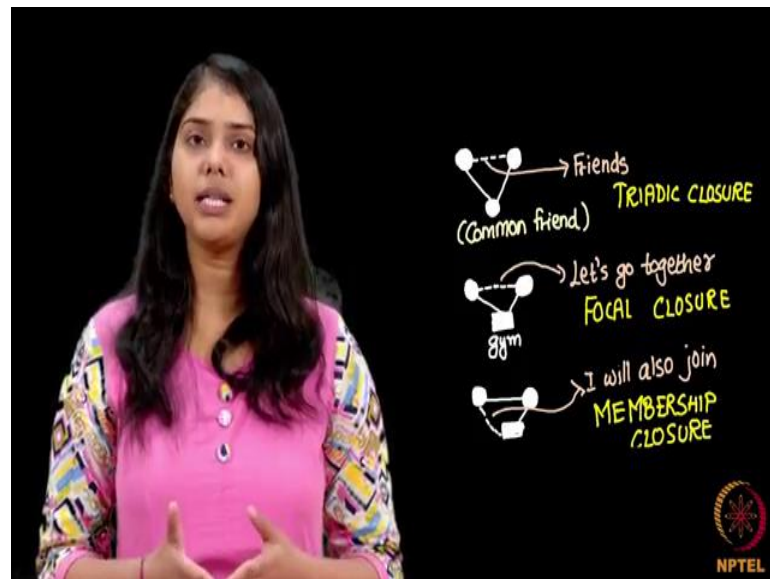 Friends
TRIADIC CLOSURE
(Common friend)
Let's go together
FOCAL CLOSURE
gym
I will also join
MEMBERSHIP
CLOSURE
NPTEL